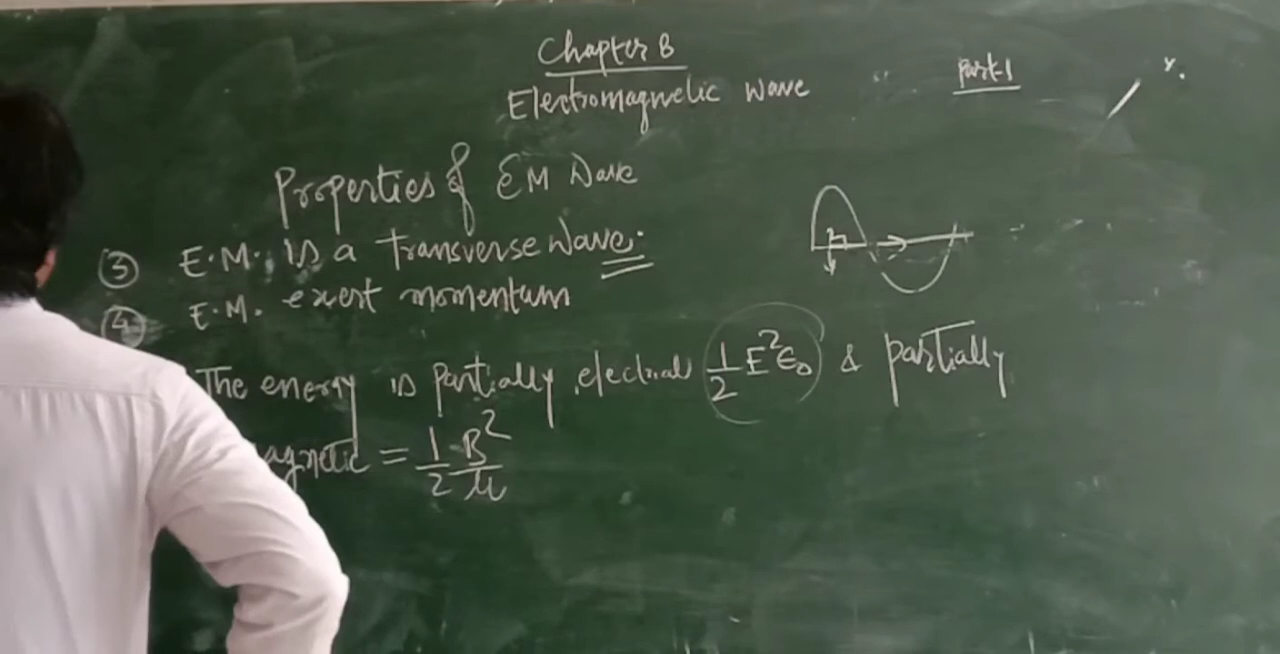 Chapter 8
Electromagnetic wave
Part-1
Properties of EM Wave
③ E.M. is a transverse wave.
④ E.M. exert momentum
The energy is partially electrical 1/2 E²ε₀ & partially
agnetic = 1/2 B²/μ